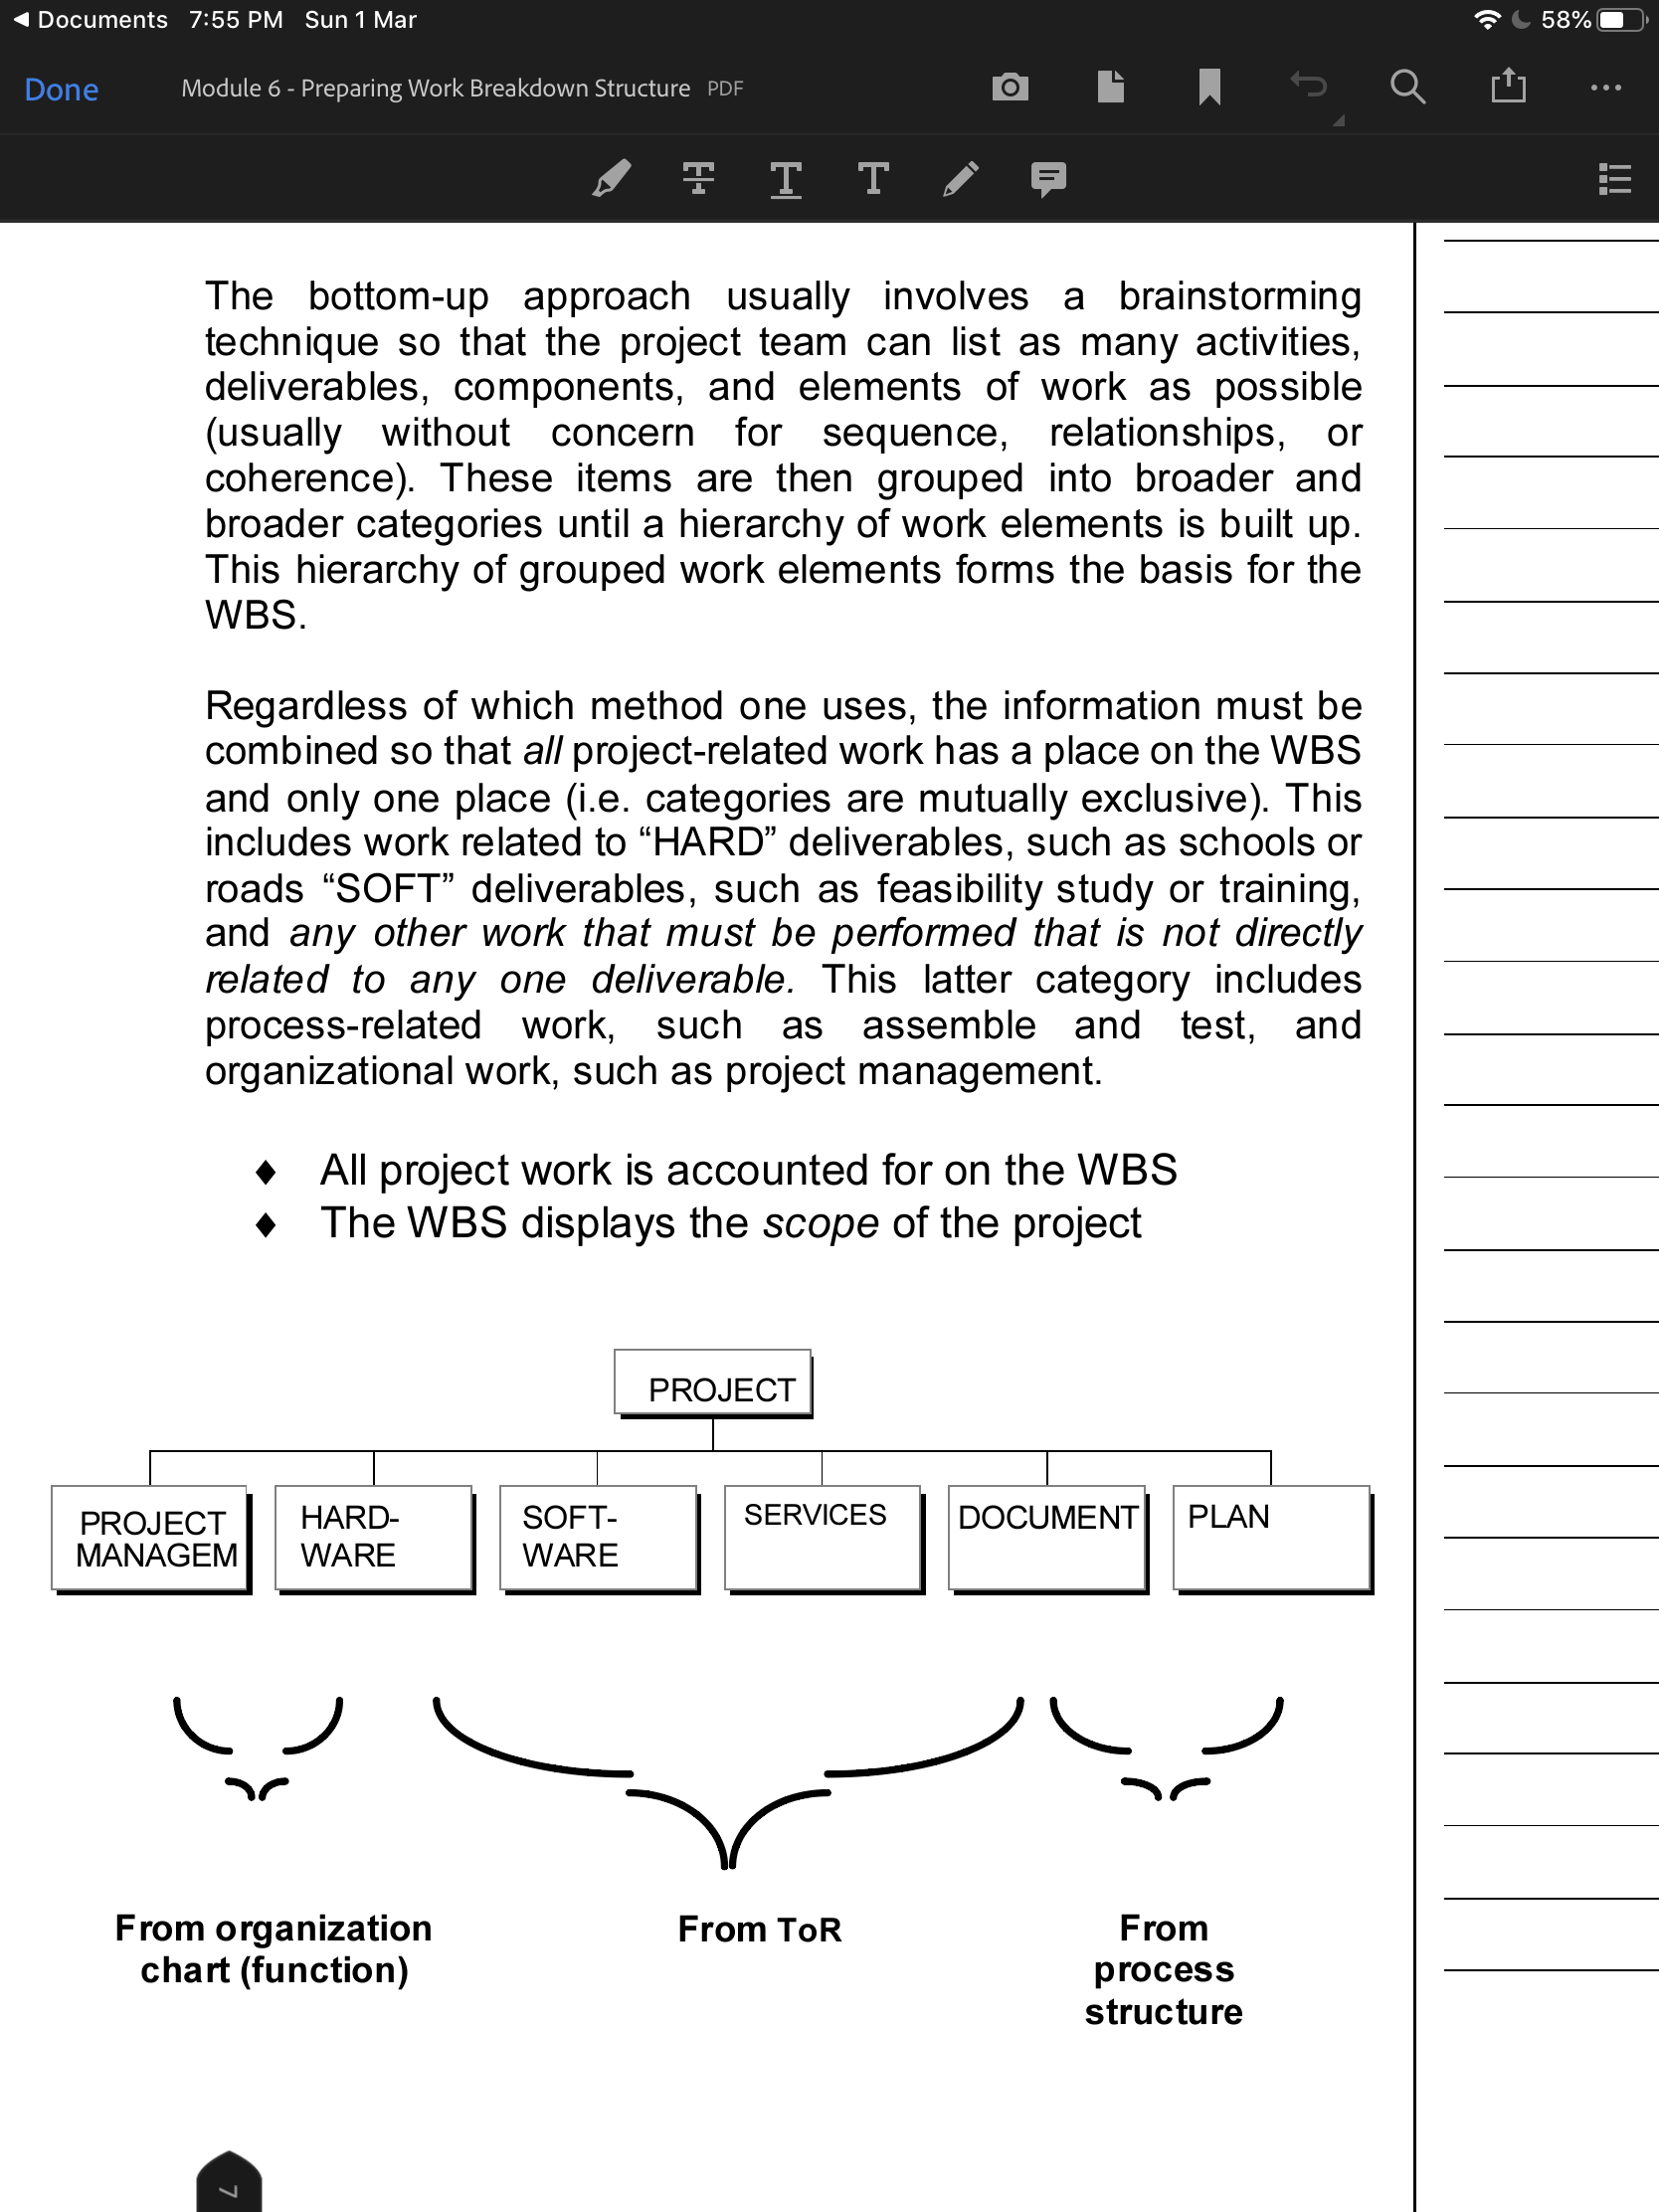 Documents 7:55 PM Sun 1 Mar 58%
Done Module 6 - Preparing Work Breakdown Structure PDF
The bottom-up approach usually involves a brainstorming
technique so that the project team can list as many activities,
deliverables, components, and elements of work as possible
(usually without concern for sequence, relationships, or
coherence). These items are then grouped into broader and
broader categories until a hierarchy of work elements is built up.
This hierarchy of grouped work elements forms the basis for the
WBS.
Regardless of which method one uses, the information must be
combined so that all project-related work has a place on the WBS
and only one place (i.e. categories are mutually exclusive). This
includes work related to “HARD” deliverables, such as schools or
roads “SOFT” deliverables, such as feasibility study or training,
and any other work that must be performed that is not directly
related to any one deliverable. This latter category includes
process-related work, such as assemble and test, and
organizational work, such as project management.
♦ All project work is accounted for on the WBS
♦ The WBS displays the scope of the project
PROJECT
PROJECT
MANAGEM
HARD-
WARE
SOFT-
WARE
SERVICES
DOCUMENT
PLAN
From organization
chart (function)
From ToR
From
process
structure
7